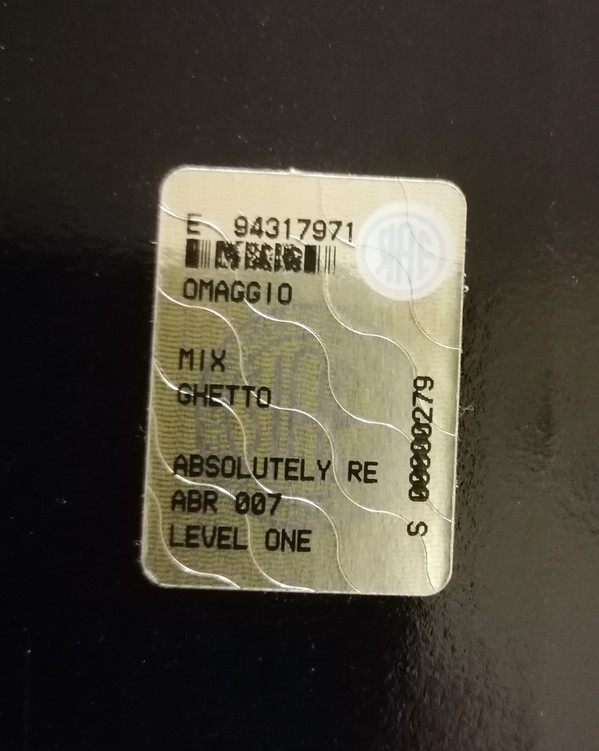 E 94317971
OMAGGIO
MIX
GHETTO
ABSOLUTELY RE
ABR 007
LEVEL ONE
S 00000279